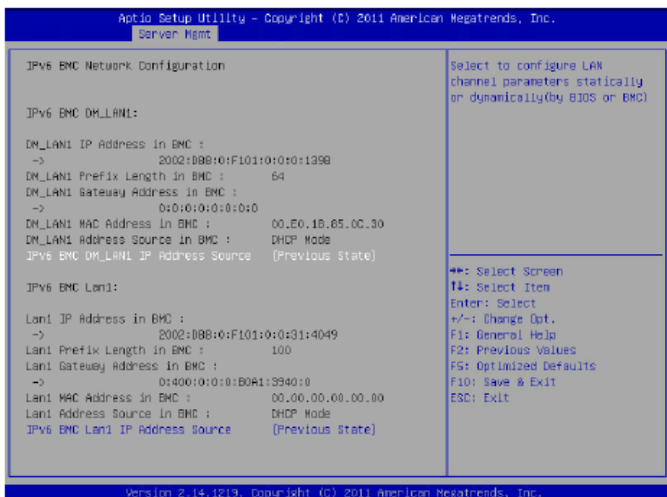 Aptio Setup Utility – Copyright (C) 2011 American Megatrends, Inc.
Server Mgmt
IPv6 BMC Network Configuration
IPv6 BMC DM_LAN1:
DM_LAN1 IP Address in BMC :
-> 2002:DB8:0:F101:0:0:0:1398
DM_LAN1 Prefix Length in BMC : 64
DM_LAN1 Gateway Address in BMC :
-> 0:0:0:0:0:0:0:0
DM_LAN1 MAC Address in BMC : 00.E0.18.85.0C.30
DM_LAN1 Address Source in BMC : DHCP Mode
IPv6 BMC DM_LAN1 IP Address Source [Previous State]
IPv6 BMC Lan1:
Lan1 IP Address in BMC :
-> 2002:DB8:0:F101:0:0:31:4049
Lan1 Prefix Length in BMC : 100
Lan1 Gateway Address in BMC :
-> 0:400:0:0:0:B0A1:3940:0
Lan1 MAC Address in BMC : 00.00.00.00.00.00
Lan1 Address Source in BMC : DHCP Mode
IPv6 BMC Lan1 IP Address Source [Previous State]
Select to configure LAN
channel parameters statically
or dynamically(by BIOS or BMC)
→←: Select Screen
↑↓: Select Item
Enter: Select
+/-: Change Opt.
F1: General Help
F2: Previous Values
F5: Optimized Defaults
F10: Save & Exit
ESC: Exit
Version 2.14.1219. Copyright (C) 2011 American Megatrends, Inc.